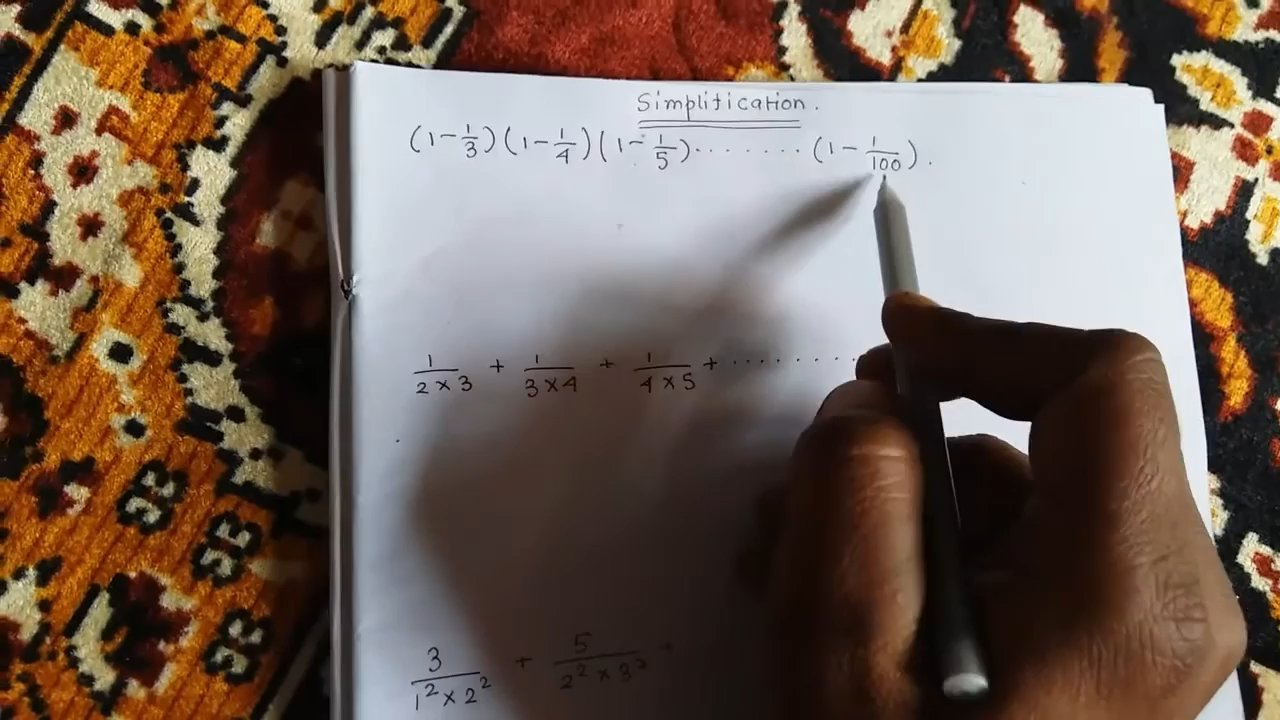 Simplification.
(1-1/3)(1-1/4)(1-1/5)........(1-1/100).
1/2×3 + 1/3×4 + 1/4×5 + ........
3/1²×2² + 5/2²×3² +